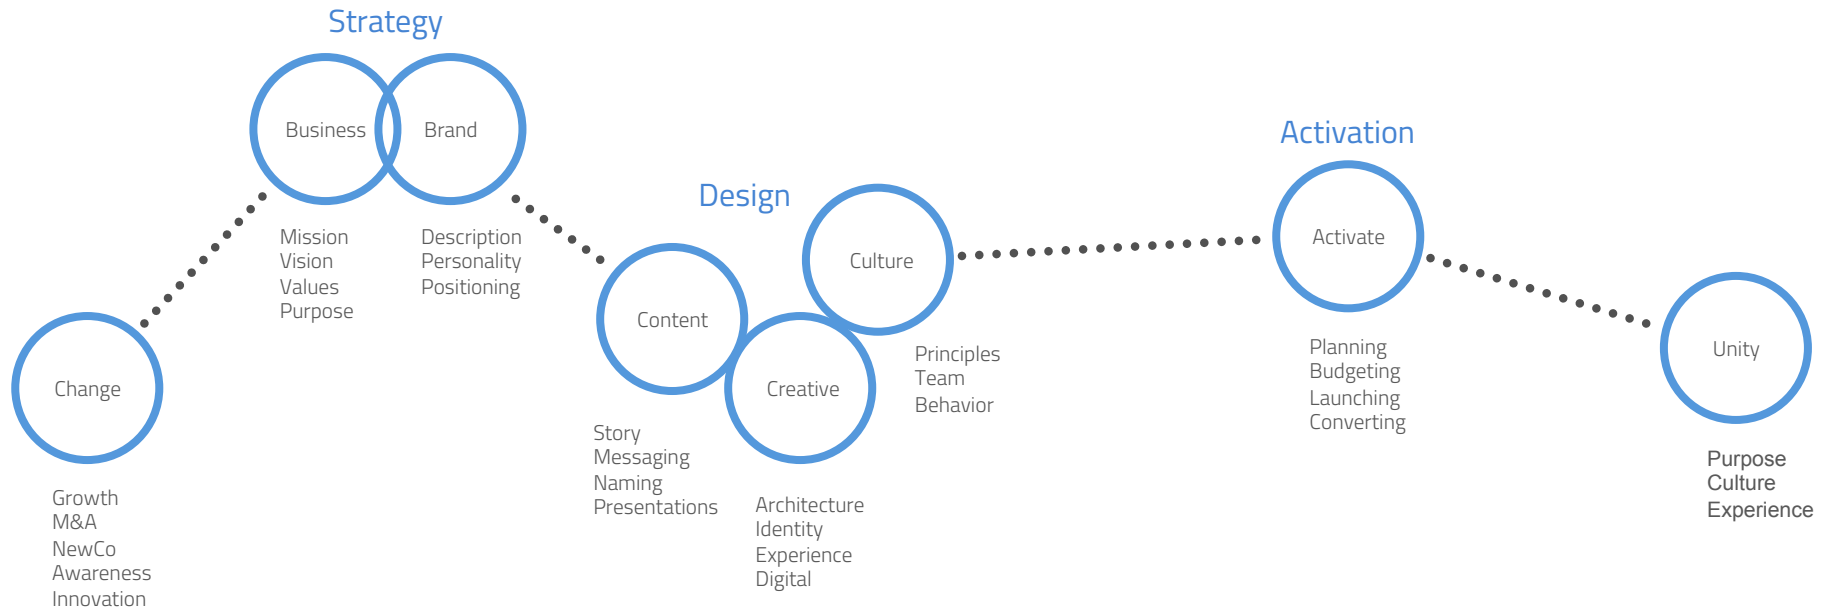 Strategy
Business
Brand
Mission
Vision
Values
Purpose
Description
Personality
Positioning
Change
Growth
M&A
NewCo
Awareness
Innovation
Design
Content
Story
Messaging
Naming
Presentations
Creative
Architecture
Identity
Experience
Digital
Culture
Principles
Team
Behavior
Activation
Activate
Planning
Budgeting
Launching
Converting
Unity
Purpose
Culture
Experience